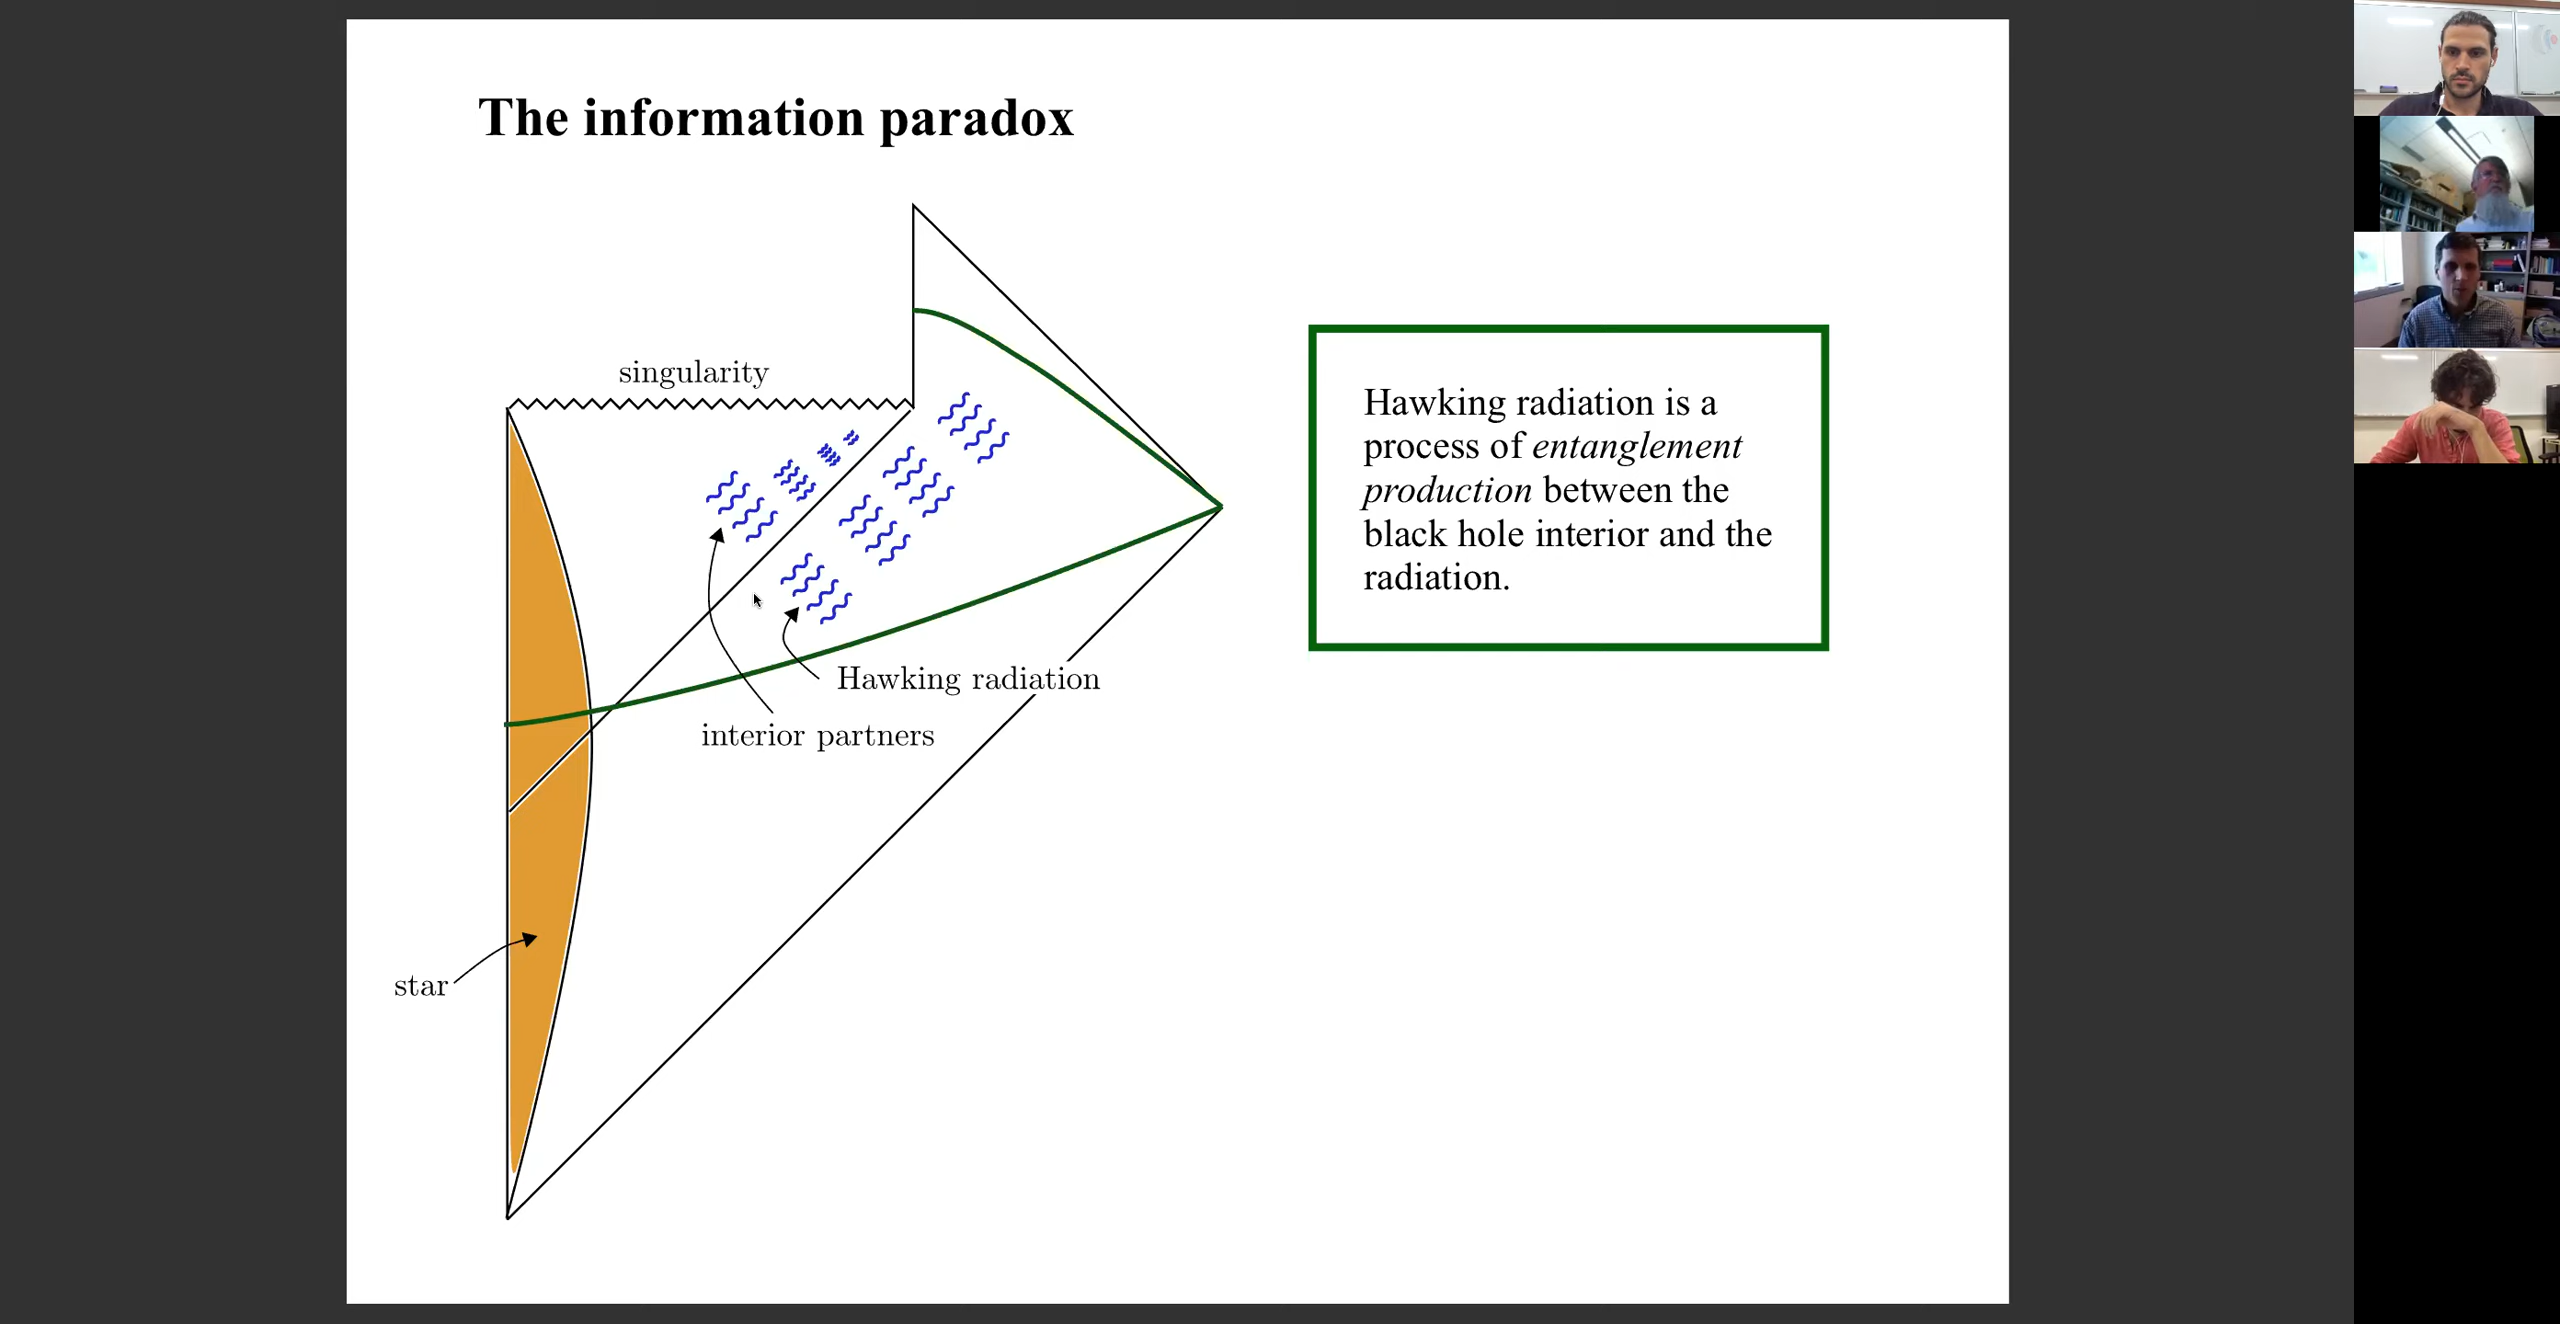 The information paradox
singularity
Hawking radiation is a
process of entanglement
production between the
black hole interior and the
radiation.
Hawking radiation
interior partners
star